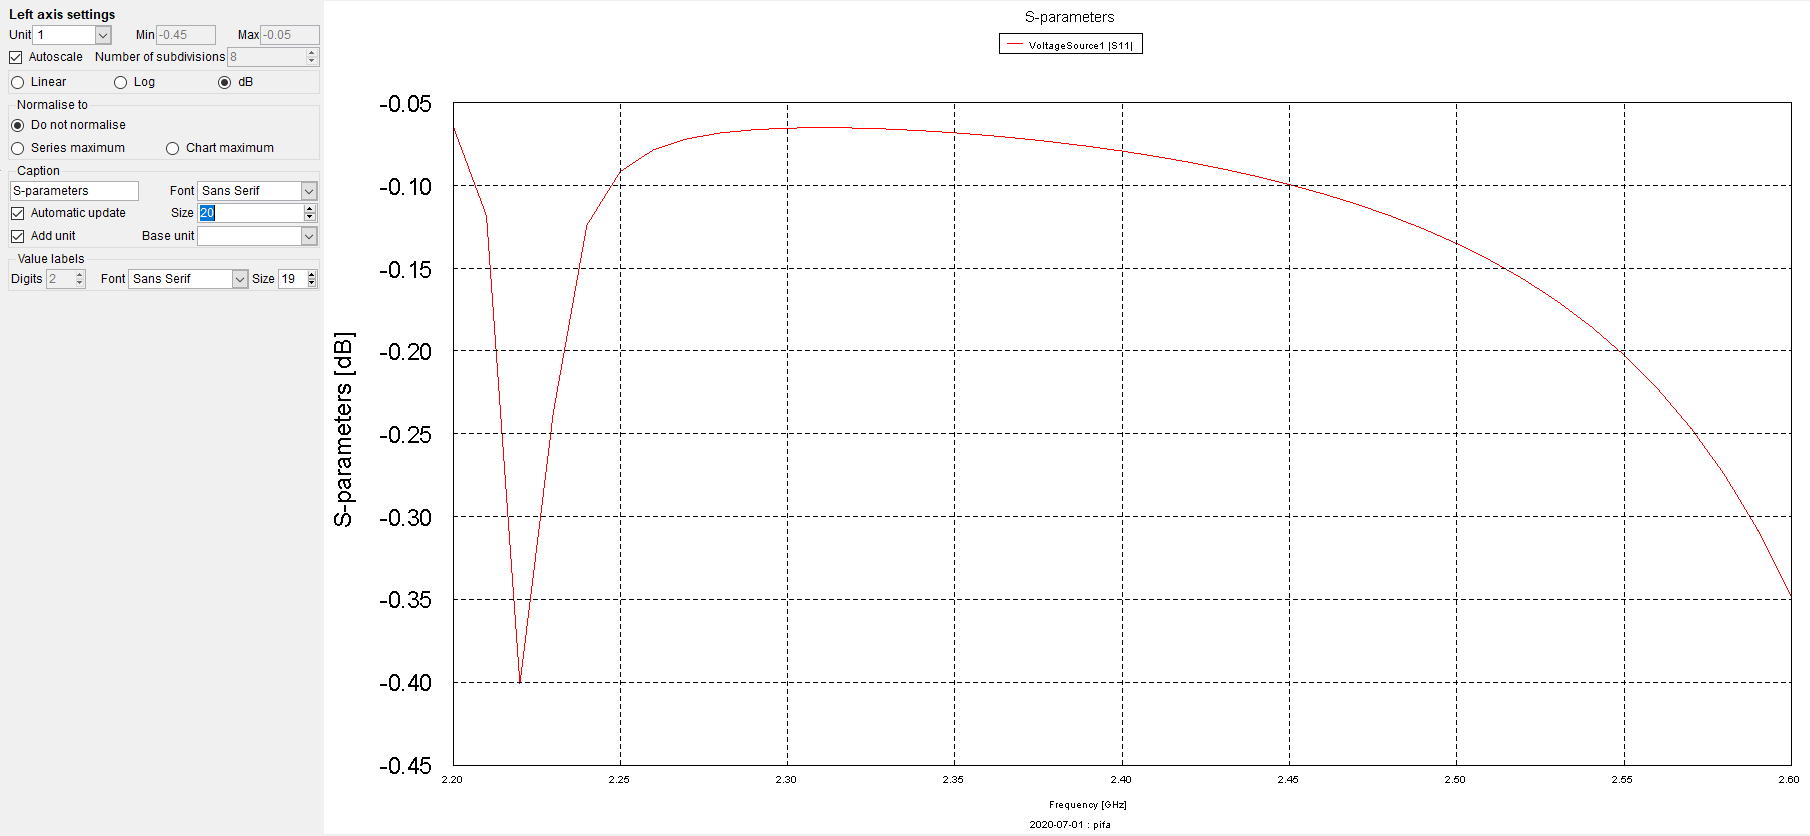 Left axis settings
Unit 1 Min -0.45 Max -0.05
Autoscale Number of subdivisions 8
Linear Log dB
Normalise to
Do not normalise
Series maximum Chart maximum
Caption
S-parameters Font Sans Serif
Automatic update Size 20
Add unit Base unit
Value labels
Digits 2 Font Sans Serif Size 19
S-parameters
VoltageSource1 |S11|
S-parameters [dB]
-0.05
-0.10
-0.15
-0.20
-0.25
-0.30
-0.35
-0.40
-0.45
2.20 2.25 2.30 2.35 2.40 2.45 2.50 2.55 2.60
Frequency [GHz]
2020-07-01 : pifa